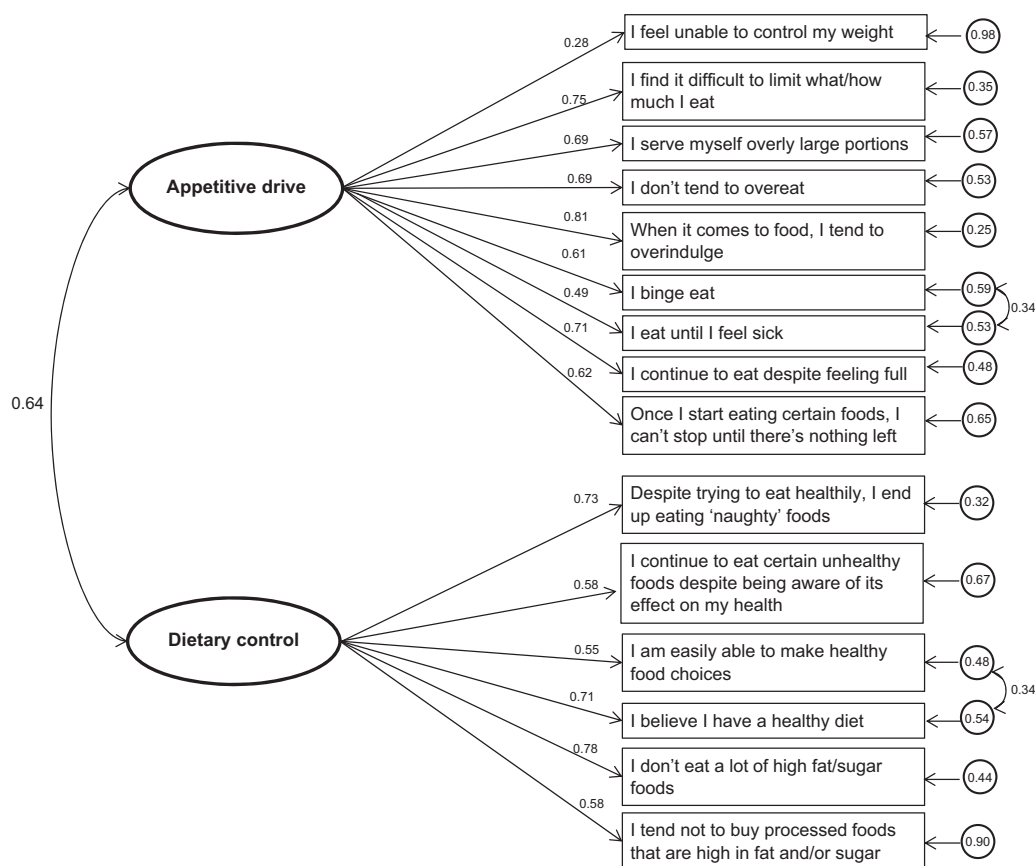 I feel unable to control my weight
0.98
0.28
I find it difficult to limit what/how
much I eat
0.35
0.75
I serve myself overly large portions
0.57
0.69
Appetitive drive
I don't tend to overeat
0.53
0.69
When it comes to food, I tend to
overindulge
0.25
0.81
0.61
I binge eat
0.59
0.34
0.49
I eat until I feel sick
0.53
0.71
I continue to eat despite feeling full
0.48
0.62
Once I start eating certain foods, I
can't stop until there's nothing left
0.65
0.64
Despite trying to eat healthily, I end
up eating ‘naughty’ foods
0.32
0.73
I continue to eat certain unhealthy
foods despite being aware of its
effect on my health
0.67
0.58
Dietary control
I am easily able to make healthy
food choices
0.48
0.55
0.34
I believe I have a healthy diet
0.54
0.71
I don't eat a lot of high fat/sugar
foods
0.44
0.78
0.58
I tend not to buy processed foods
that are high in fat and/or sugar
0.90